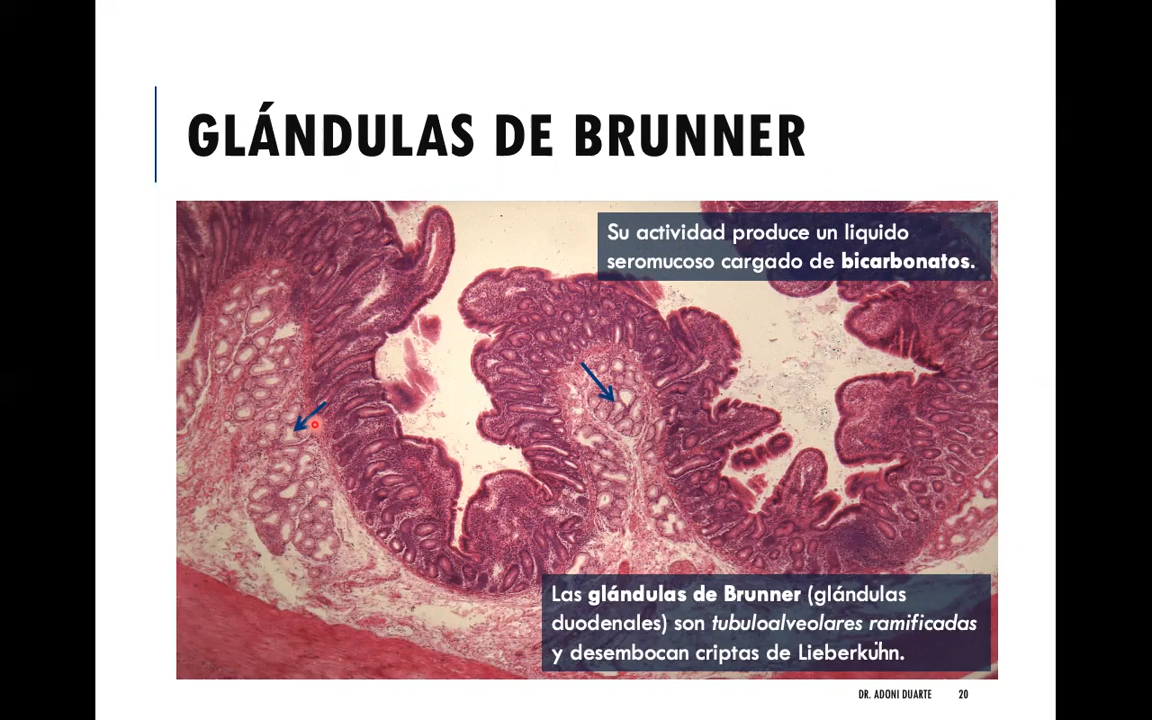 GLÁNDULAS DE BRUNNER
Su actividad produce un liquido
seromucoso cargado de bicarbonatos.
Las glándulas de Brunner (glándulas
duodenales) son tubuloalveolares ramificadas
y desembocan criptas de Lieberkühn.
DR. ADONI DUARTE 20